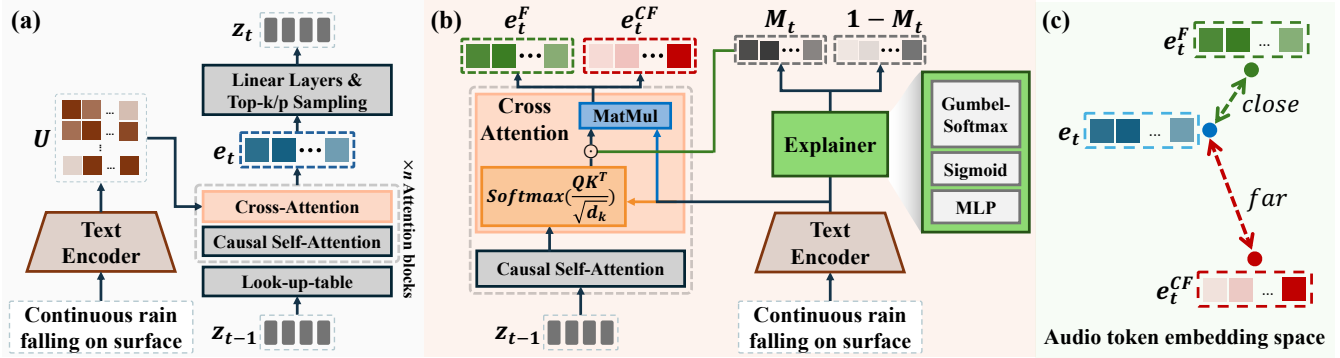 (a)
z_t
Linear Layers &
Top-k/p Sampling
U
e_t
Cross-Attention
Causal Self-Attention
×n Attention blocks
Text
Encoder
Look-up-table
Continuous rain
falling on surface
z_{t-1}
(b)
e_t^F
e_t^{CF}
M_t
1 − M_t
Cross
Attention
MatMul
Softmax(QK^T/√d_k)
Causal Self-Attention
z_{t-1}
Explainer
Gumbel-
Softmax
Sigmoid
MLP
Text
Encoder
Continuous rain
falling on surface
(c)
e_t^F
close
e_t
far
e_t^{CF}
Audio token embedding space